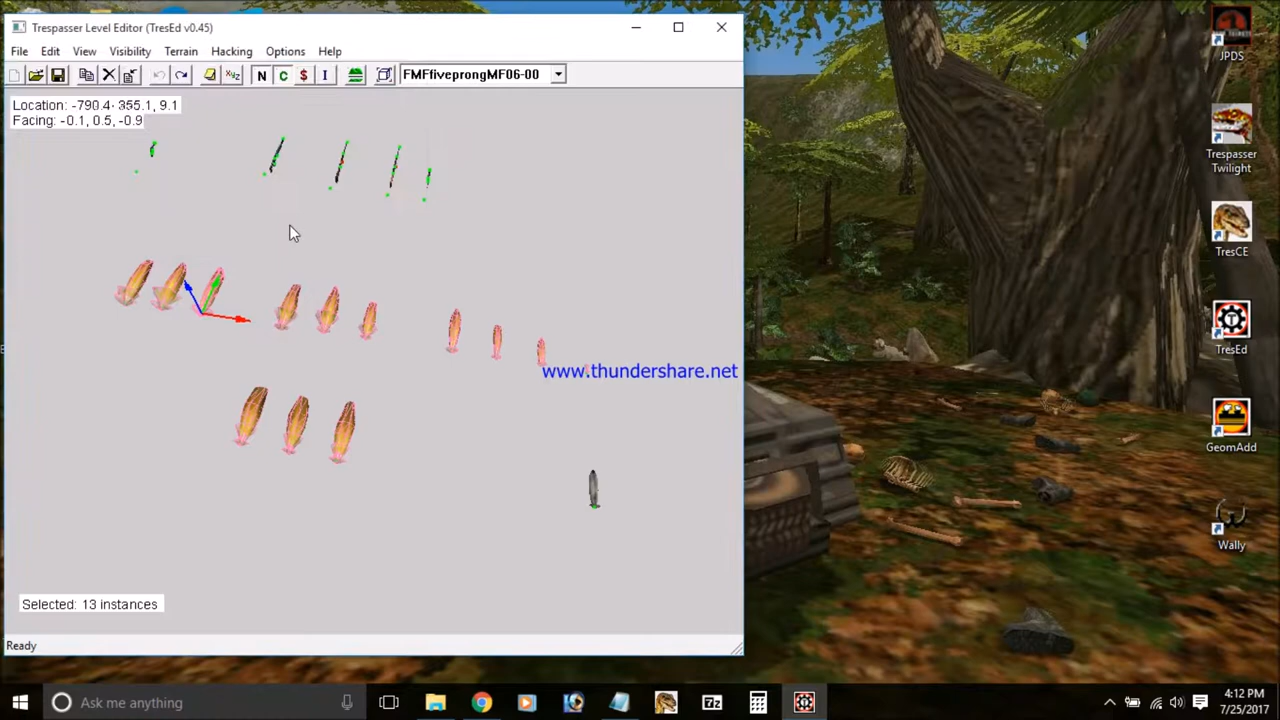 Trespasser Level Editor (TresEd v0.45)
File Edit View Visibility Terrain Hacking Options Help
N C $ I FMFfiveprongMF06-00
Location: -790.4- 355.1, 9.1
Facing: -0.1, 0.5, -0.9
www.thundershare.net
Selected: 13 instances
Ready
JPDS
Trespasser
Twilight
TresCE
TresEd
GeomAdd
Wally
Ask me anything
7z
4:12 PM
7/25/2017